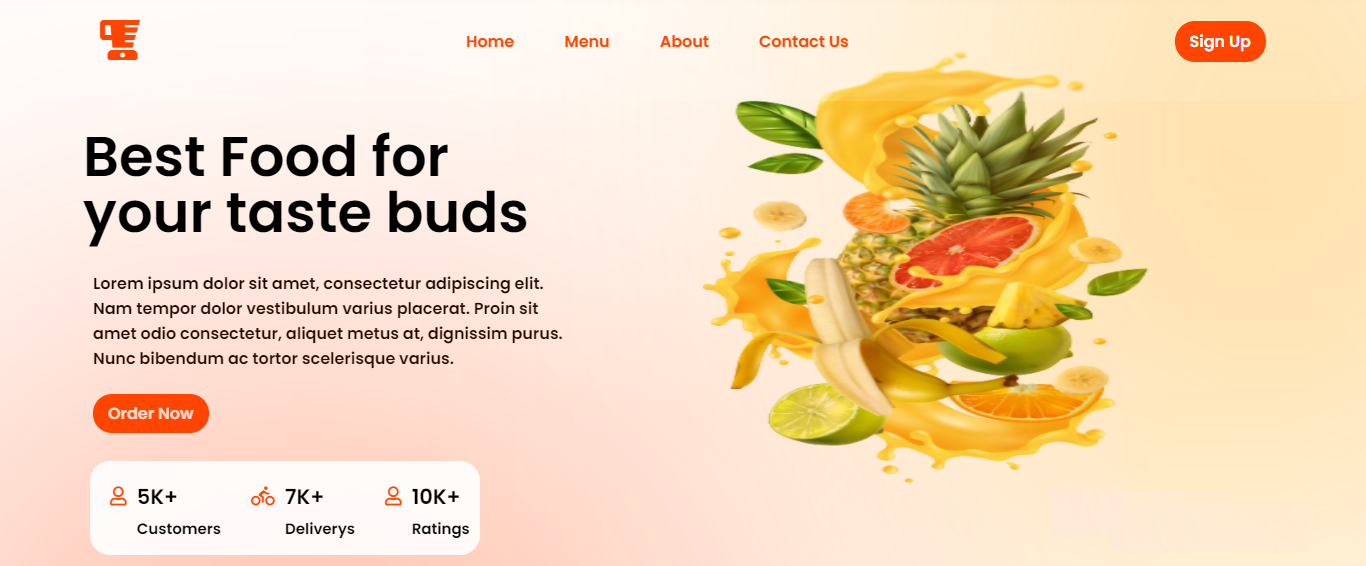 Home Menu About Contact Us Sign Up
Best Food for
your taste buds
Lorem ipsum dolor sit amet, consectetur adipiscing elit.
Nam tempor dolor vestibulum varius placerat. Proin sit
amet odio consectetur, aliquet metus at, dignissim purus.
Nunc bibendum ac tortor scelerisque varius.
Order Now
5K+ 7K+ 10K+
Customers Deliverys Ratings